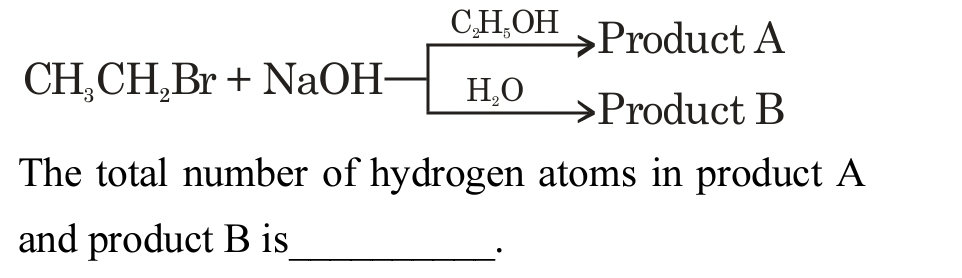 C₂H₅OH
Product A
CH₃CH₂Br + NaOH
H₂O
Product B
The total number of hydrogen atoms in product A
and product B is__________.